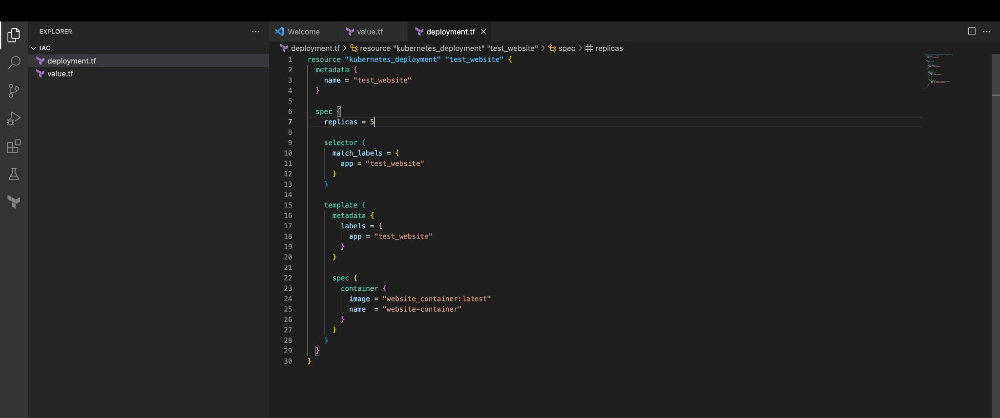 EXPLORER
IAC
deployment.tf
value.tf
Welcome
value.tf
deployment.tf
deployment.tf > resource "kubernetes_deployment" "test_website" > spec > replicas
1 resource "kubernetes_deployment" "test_website" {
2   metadata {
3     name = "test_website"
4   }
5
6   spec {
7     replicas = 5
8
9     selector {
10       match_labels = {
11         app = "test_website"
12       }
13     }
14
15     template {
16       metadata {
17         labels = {
18           app = "test_website"
19         }
20       }
21
22       spec {
23         container {
24           image = "website_container:latest"
25           name  = "website-container"
26         }
27       }
28     }
29   }
30 }